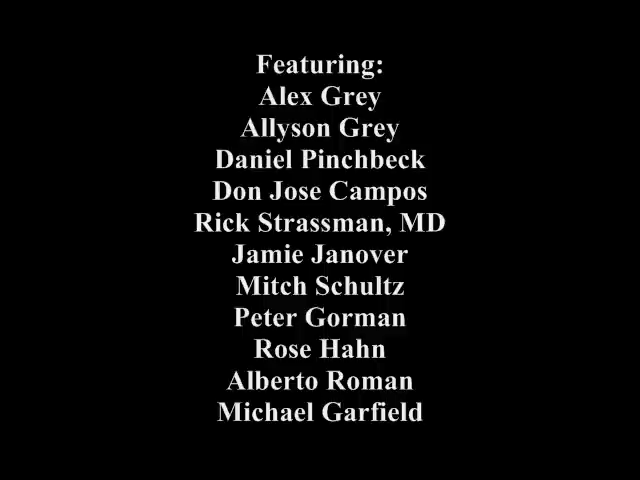 Featuring:
Alex Grey
Allyson Grey
Daniel Pinchbeck
Don Jose Campos
Rick Strassman, MD
Jamie Janover
Mitch Schultz
Peter Gorman
Rose Hahn
Alberto Roman
Michael Garfield